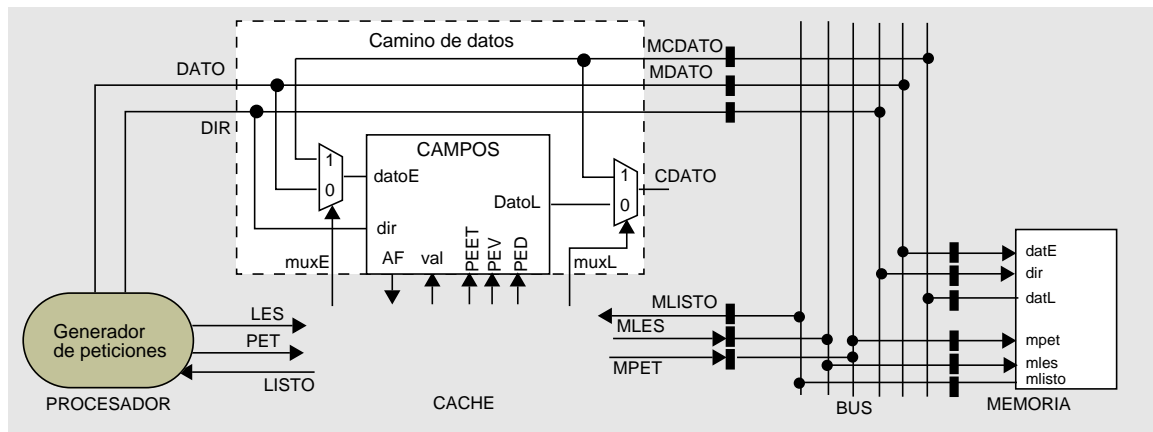 Camino de datos
MCDATO
DATO
MDATO
DIR
CAMPOS
1
0
datoE
1
0
CDATO
DatoL
dir
AF
val
PEET
PEV
PED
muxE
muxL
datE
dir
datL
mpet
mles
mlisto
MLISTO
MLES
MPET
LES
PET
LISTO
Generador
de peticiones
PROCESADOR
CACHE
BUS
MEMORIA